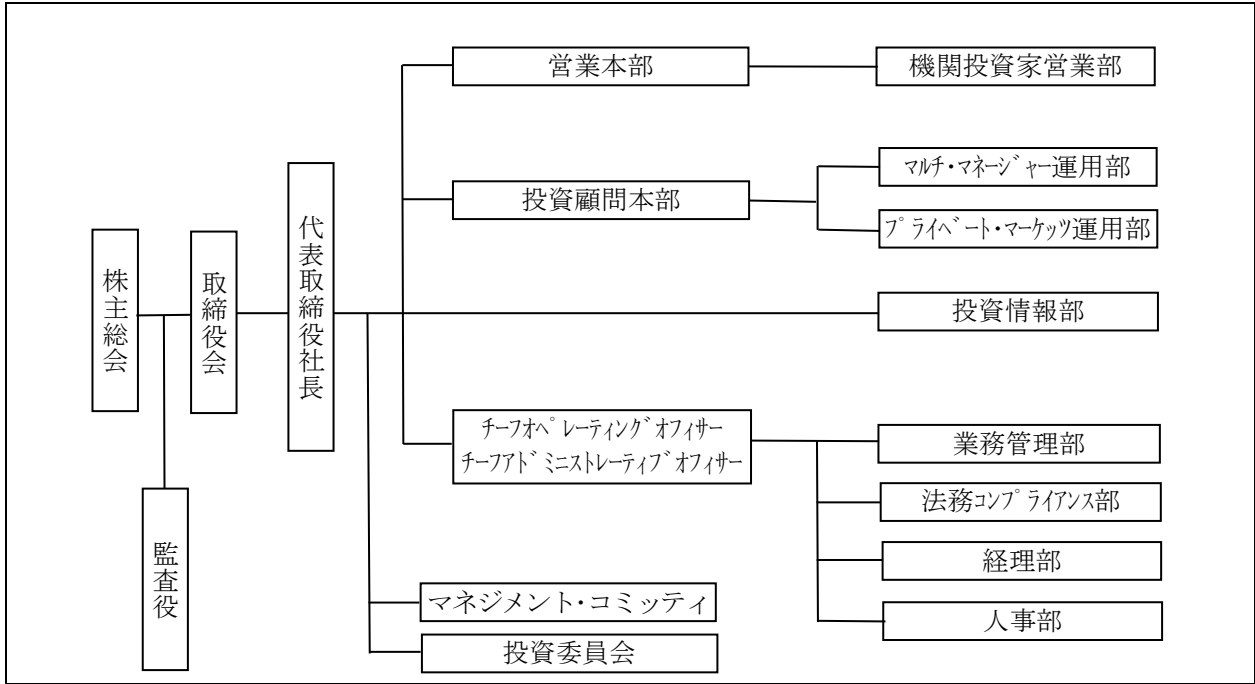 株主総会
監査役
取締役会
代表取締役社長
営業本部
機関投資家営業部
投資顧問本部
ﾏﾙﾁ・ﾏﾈｰｼﾞｬｰ運用部
ﾌﾟﾗｲﾍﾞｰﾄ・ﾏｰｹｯﾂ運用部
投資情報部
ﾁｰﾌｵﾍﾟﾚｰﾃｨﾝｸﾞｵﾌｨｻｰ
ﾁｰﾌｱﾄﾞﾐﾆｽﾄﾚｰﾃｨﾌﾞｵﾌｨｻｰ
業務管理部
法務ｺﾝﾌﾟﾗｲｱﾝｽ部
経理部
人事部
マネジメント・コミッティ
投資委員会